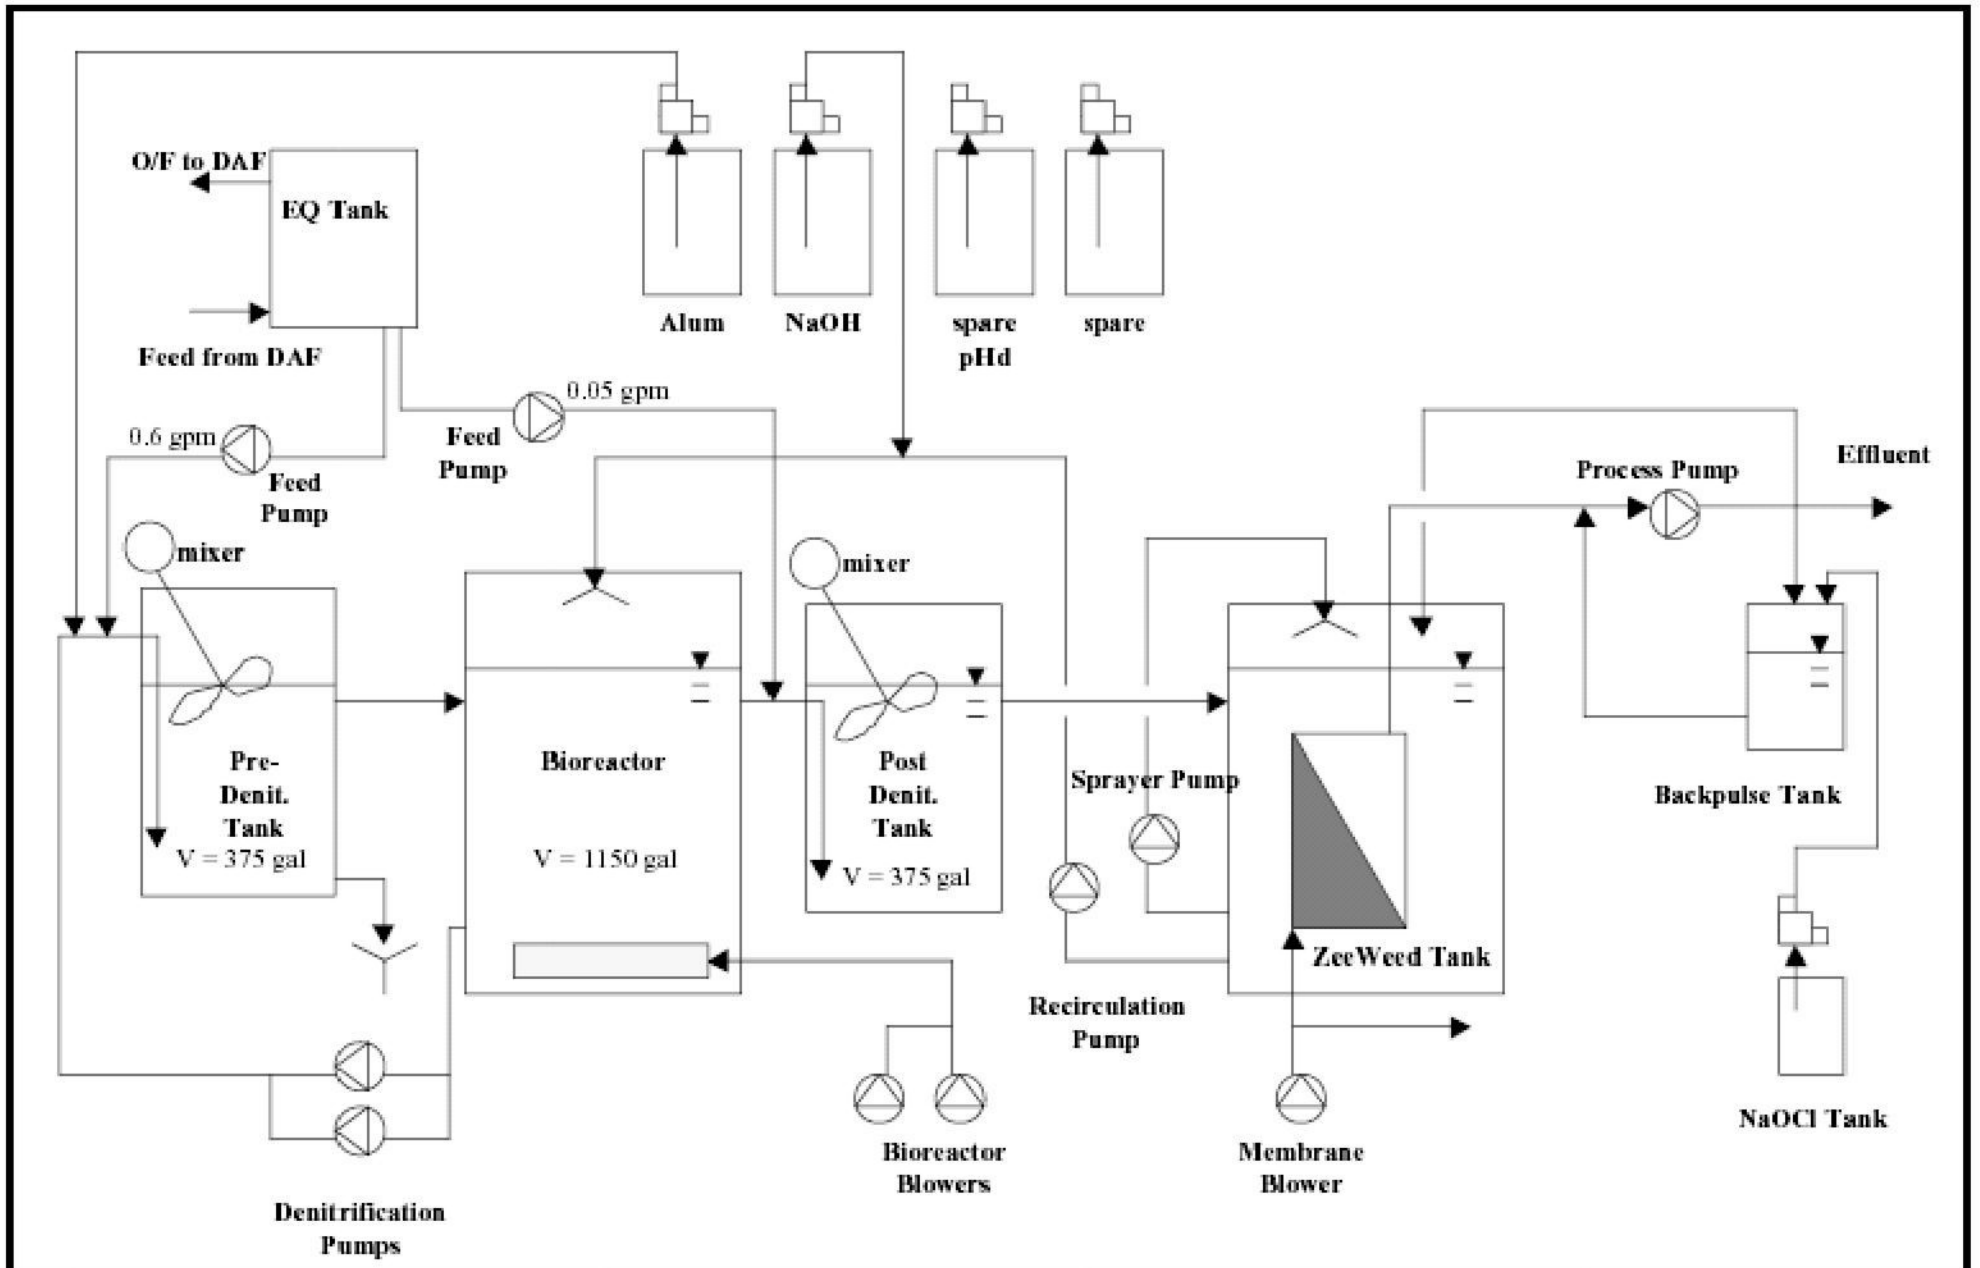 O/F to DAF
EQ Tank
Feed from DAF
Alum
NaOH
spare
pHd
spare
0.05 gpm
Feed
Pump
0.6 gpm
Feed
Pump
mixer
mixer
Process Pump
Effluent
Pre-
Denit.
Tank
V = 375 gal
Bioreactor
V = 1150 gal
Post
Denit.
Tank
V = 375 gal
Sprayer Pump
ZeeWeed Tank
Backpulse Tank
Recirculation
Pump
NaOCl Tank
Bioreactor
Blowers
Membrane
Blower
Denitrification
Pumps